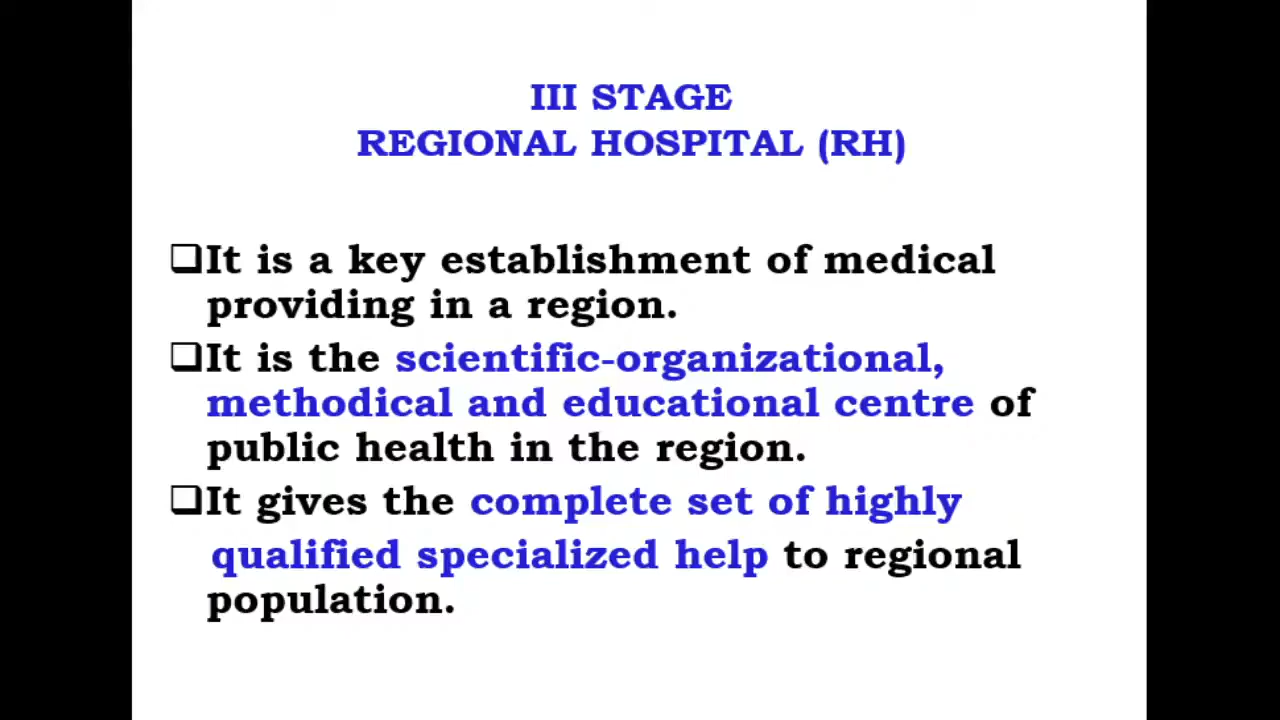 III STAGE
REGIONAL HOSPITAL (RH)
❑It is a key establishment of medical
providing in a region.
❑It is the scientific-organizational,
methodical and educational centre of
public health in the region.
❑It gives the complete set of highly
qualified specialized help to regional
population.